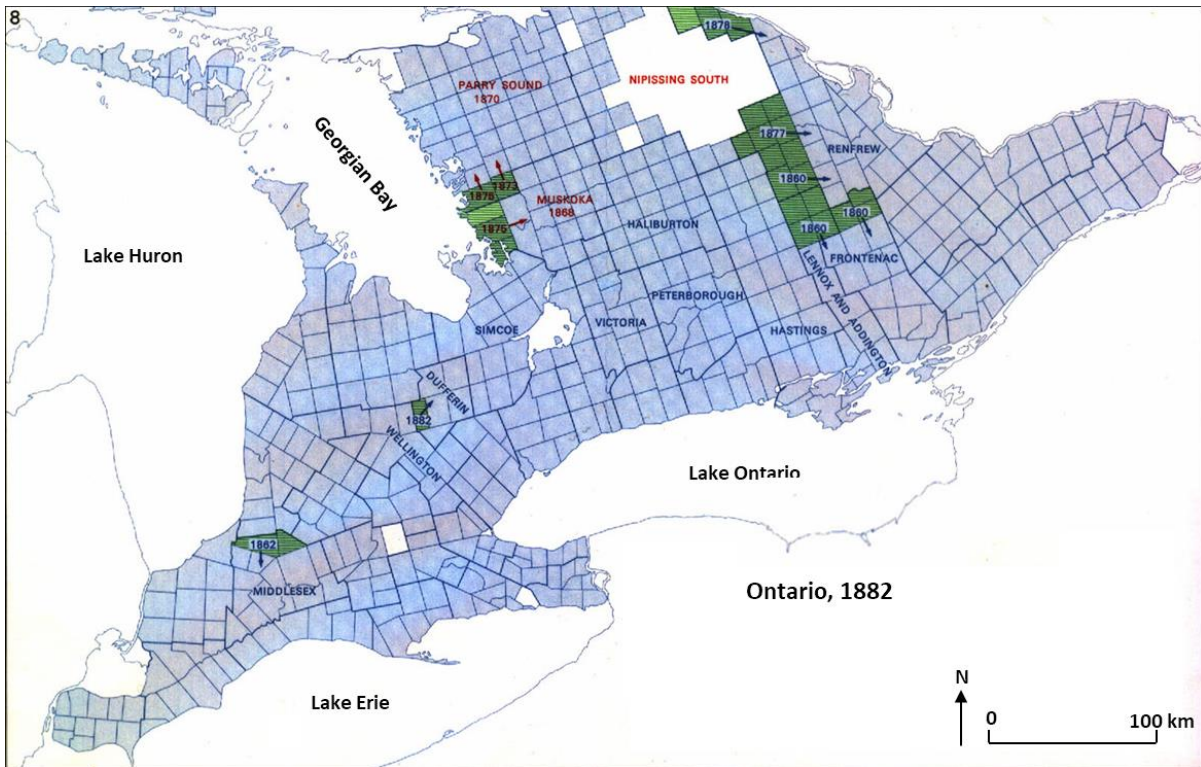 8
1878
NIPISSING SOUTH
PARRY SOUND
1870
Georgian Bay
1877
RENFREW
1860
1873
MUSKOKA
1868
1860
1875
HALIBURTON
1860
Lake Huron
LENNOX AND ADDINGTON
FRONTENAC
PETERBOROUGH
SIMCOE
VICTORIA
HASTINGS
DUFFERIN
1882
WELLINGTON
Lake Ontario
1862
MIDDLESEX
Ontario, 1882
Lake Erie
N
0 100 km